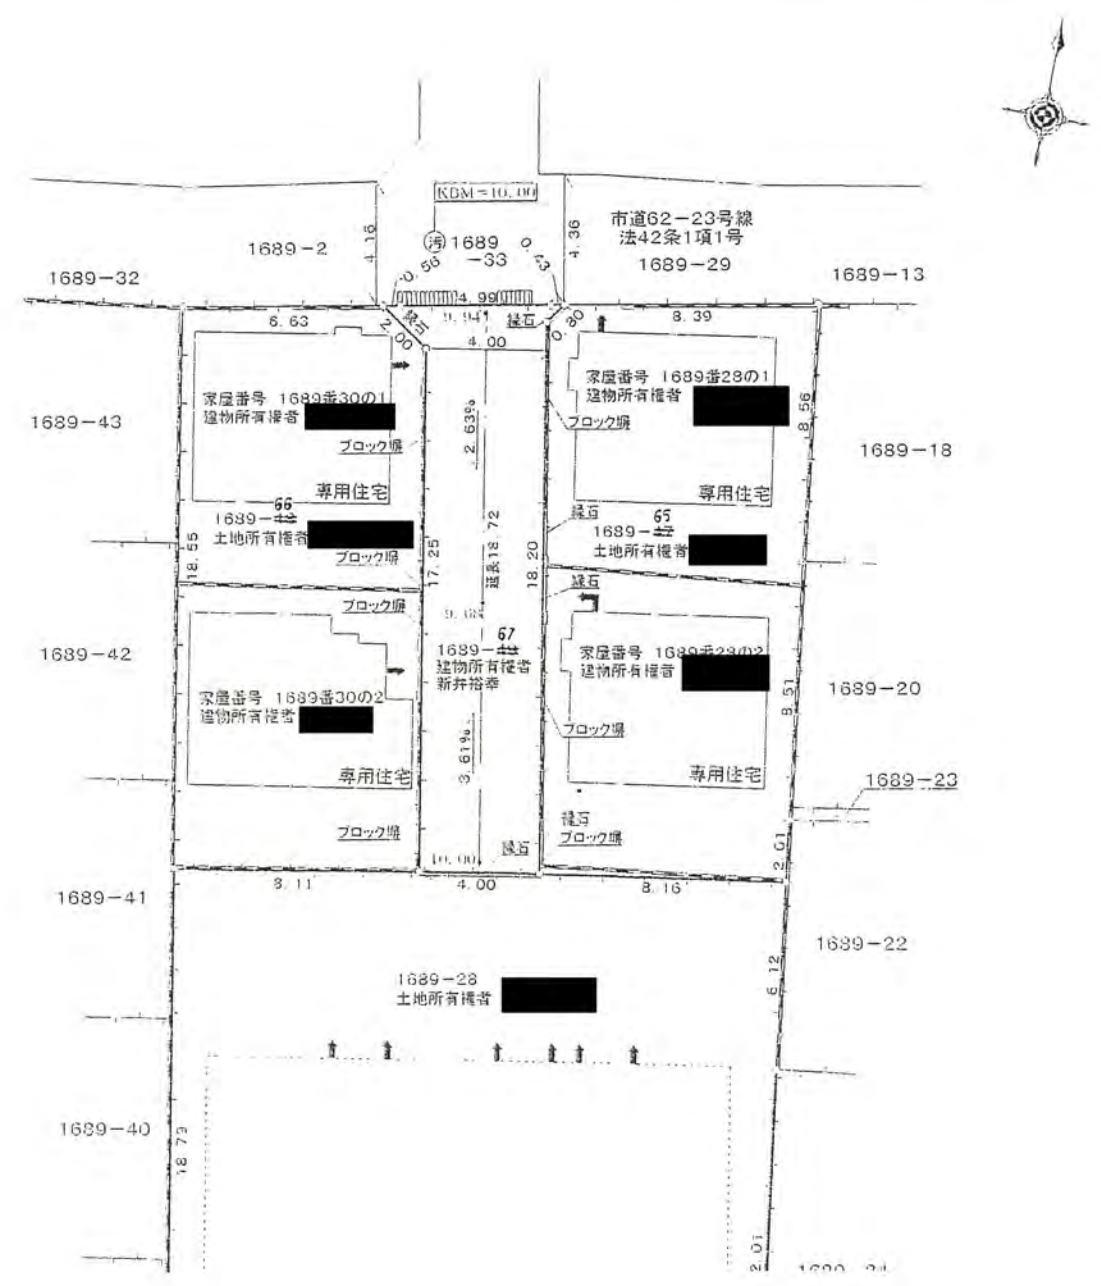 KBM=10.00
市道62-23号線
法42条1項1号
1689-2
4.16
汚
1689
-33
4.36
1689-29
1689-32
0.56
0.43
1689-13
4.99
6.63
縁石
2.00
9.94
縁石
4.00
0.80
8.39
家屋番号 1689番30の1
建物所有権者
家屋番号 1689番28の1
建物所有権者
8.56
1689-43
ブロック塀
2.63%
ブロック塀
1689-18
専用住宅
専用住宅
66
1689-
土地所有権者
縁石
65
1689-
土地所有権者
ブロック塀
18.55
17.25
延長18.72
18.20
縁石
ブロック塀
67
1689-
建物所有権者
新井裕幸
1689-42
家屋番号 1689番28の2
建物所有権者
1689-20
8.51
家屋番号 1689番30の2
建物所有権者
3.61%
ブロック塀
専用住宅
専用住宅
1689-23
ブロック塀
縁石
ブロック塀
縁石
10.00
2.01
8.11
4.00
8.16
1689-41
1689-22
1689-28
土地所有権者
6.12
1689-40
18.79
2.01